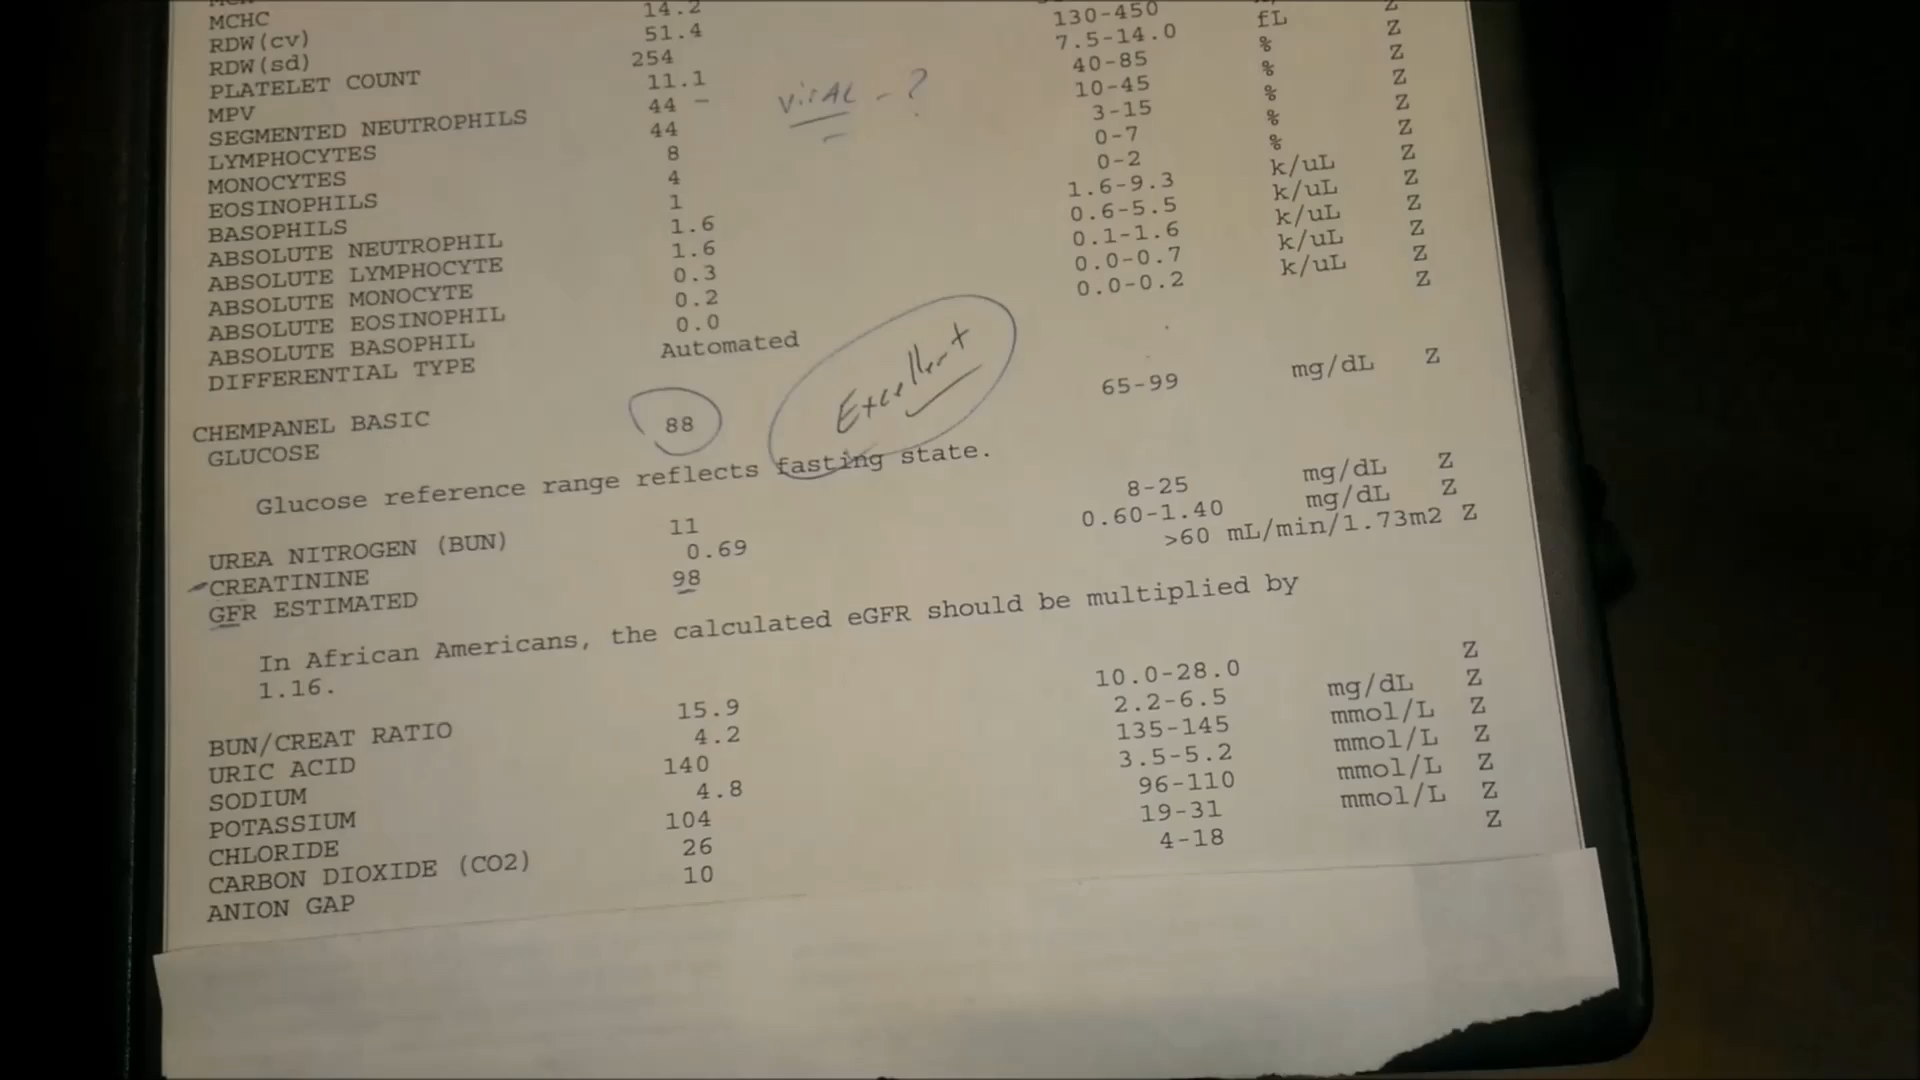 MCHC
RDW(cv) 14.2
RDW(sd) 51.4
PLATELET COUNT 254 130-450 Z
MPV 11.1 7.5-14.0 fL Z
SEGMENTED NEUTROPHILS 44 - 40-85 % Z
viral - ?
LYMPHOCYTES 44 10-45 % Z
MONOCYTES 8 3-15 % Z
EOSINOPHILS 4 0-7 % Z
BASOPHILS 1 0-2 % Z
ABSOLUTE NEUTROPHIL 1.6 1.6-9.3 k/uL Z
ABSOLUTE LYMPHOCYTE 1.6 0.6-5.5 k/uL Z
ABSOLUTE MONOCYTE 0.3 0.1-1.6 k/uL Z
ABSOLUTE EOSINOPHIL 0.2 0.0-0.7 k/uL Z
ABSOLUTE BASOPHIL 0.0 0.0-0.2 k/uL Z
DIFFERENTIAL TYPE Automated Z
Excellent
CHEMPANEL BASIC
GLUCOSE 88 65-99 mg/dL Z
Glucose reference range reflects fasting state.
UREA NITROGEN (BUN) 11 8-25 mg/dL Z
CREATININE 0.69 0.60-1.40 mg/dL Z
GFR ESTIMATED 98 >60 mL/min/1.73m2 Z
In African Americans, the calculated eGFR should be multiplied by
1.16.
BUN/CREAT RATIO 15.9 10.0-28.0 Z
URIC ACID 4.2 2.2-6.5 mg/dL Z
SODIUM 140 135-145 mmol/L Z
POTASSIUM 4.8 3.5-5.2 mmol/L Z
CHLORIDE 104 96-110 mmol/L Z
CARBON DIOXIDE (CO2) 26 19-31 mmol/L Z
ANION GAP 10 4-18 Z